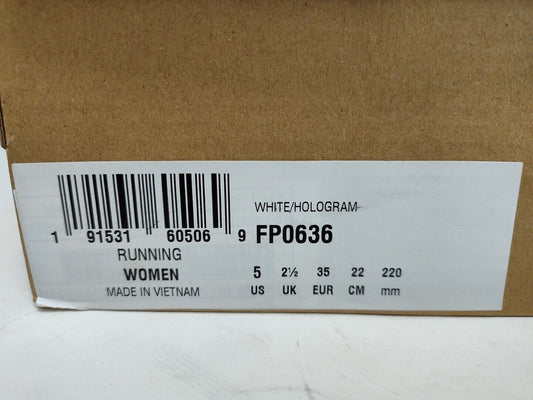 WHITE/HOLOGRAM
1 91531 60506 9 FP0636
RUNNING
WOMEN
MADE IN VIETNAM
5 2½ 35 22 220
US UK EUR CM mm